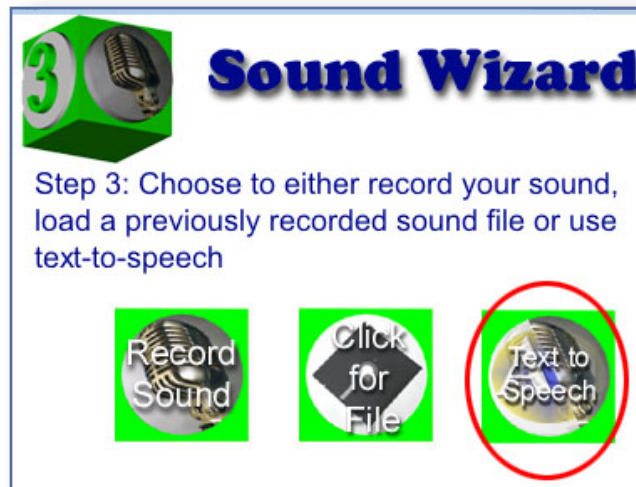 3
Sound Wizard
Step 3: Choose to either record your sound,
load a previously recorded sound file or use
text-to-speech
Record
Sound
Click
for
File
Text to
Speech